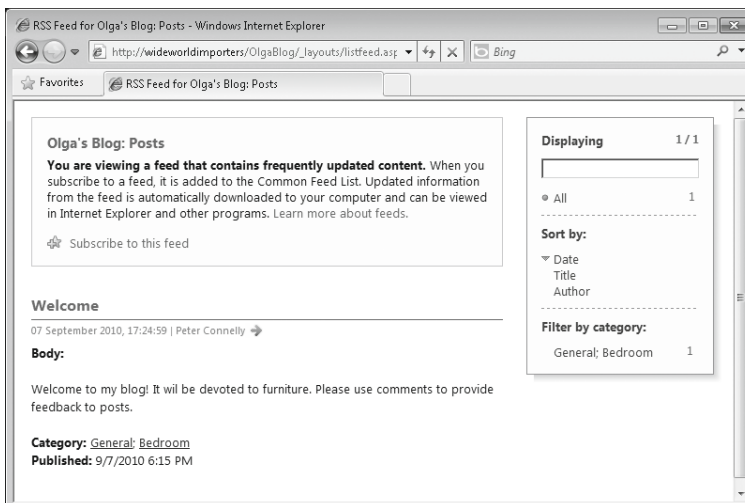 RSS Feed for Olga's Blog: Posts - Windows Internet Explorer
http://wideworldimporters/OlgaBlog/_layouts/listfeed.asp
Bing
Favorites
RSS Feed for Olga's Blog: Posts
Olga's Blog: Posts
You are viewing a feed that contains frequently updated content. When you
subscribe to a feed, it is added to the Common Feed List. Updated information
from the feed is automatically downloaded to your computer and can be viewed
in Internet Explorer and other programs. Learn more about feeds.
Subscribe to this feed
Welcome
07 September 2010, 17:24:59 | Peter Connelly
Body:
Welcome to my blog! It wil be devoted to furniture. Please use comments to provide
feedback to posts.
Category: General; Bedroom
Published: 9/7/2010 6:15 PM
Displaying 1 / 1
All 1
Sort by:
Date
Title
Author
Filter by category:
General; Bedroom 1